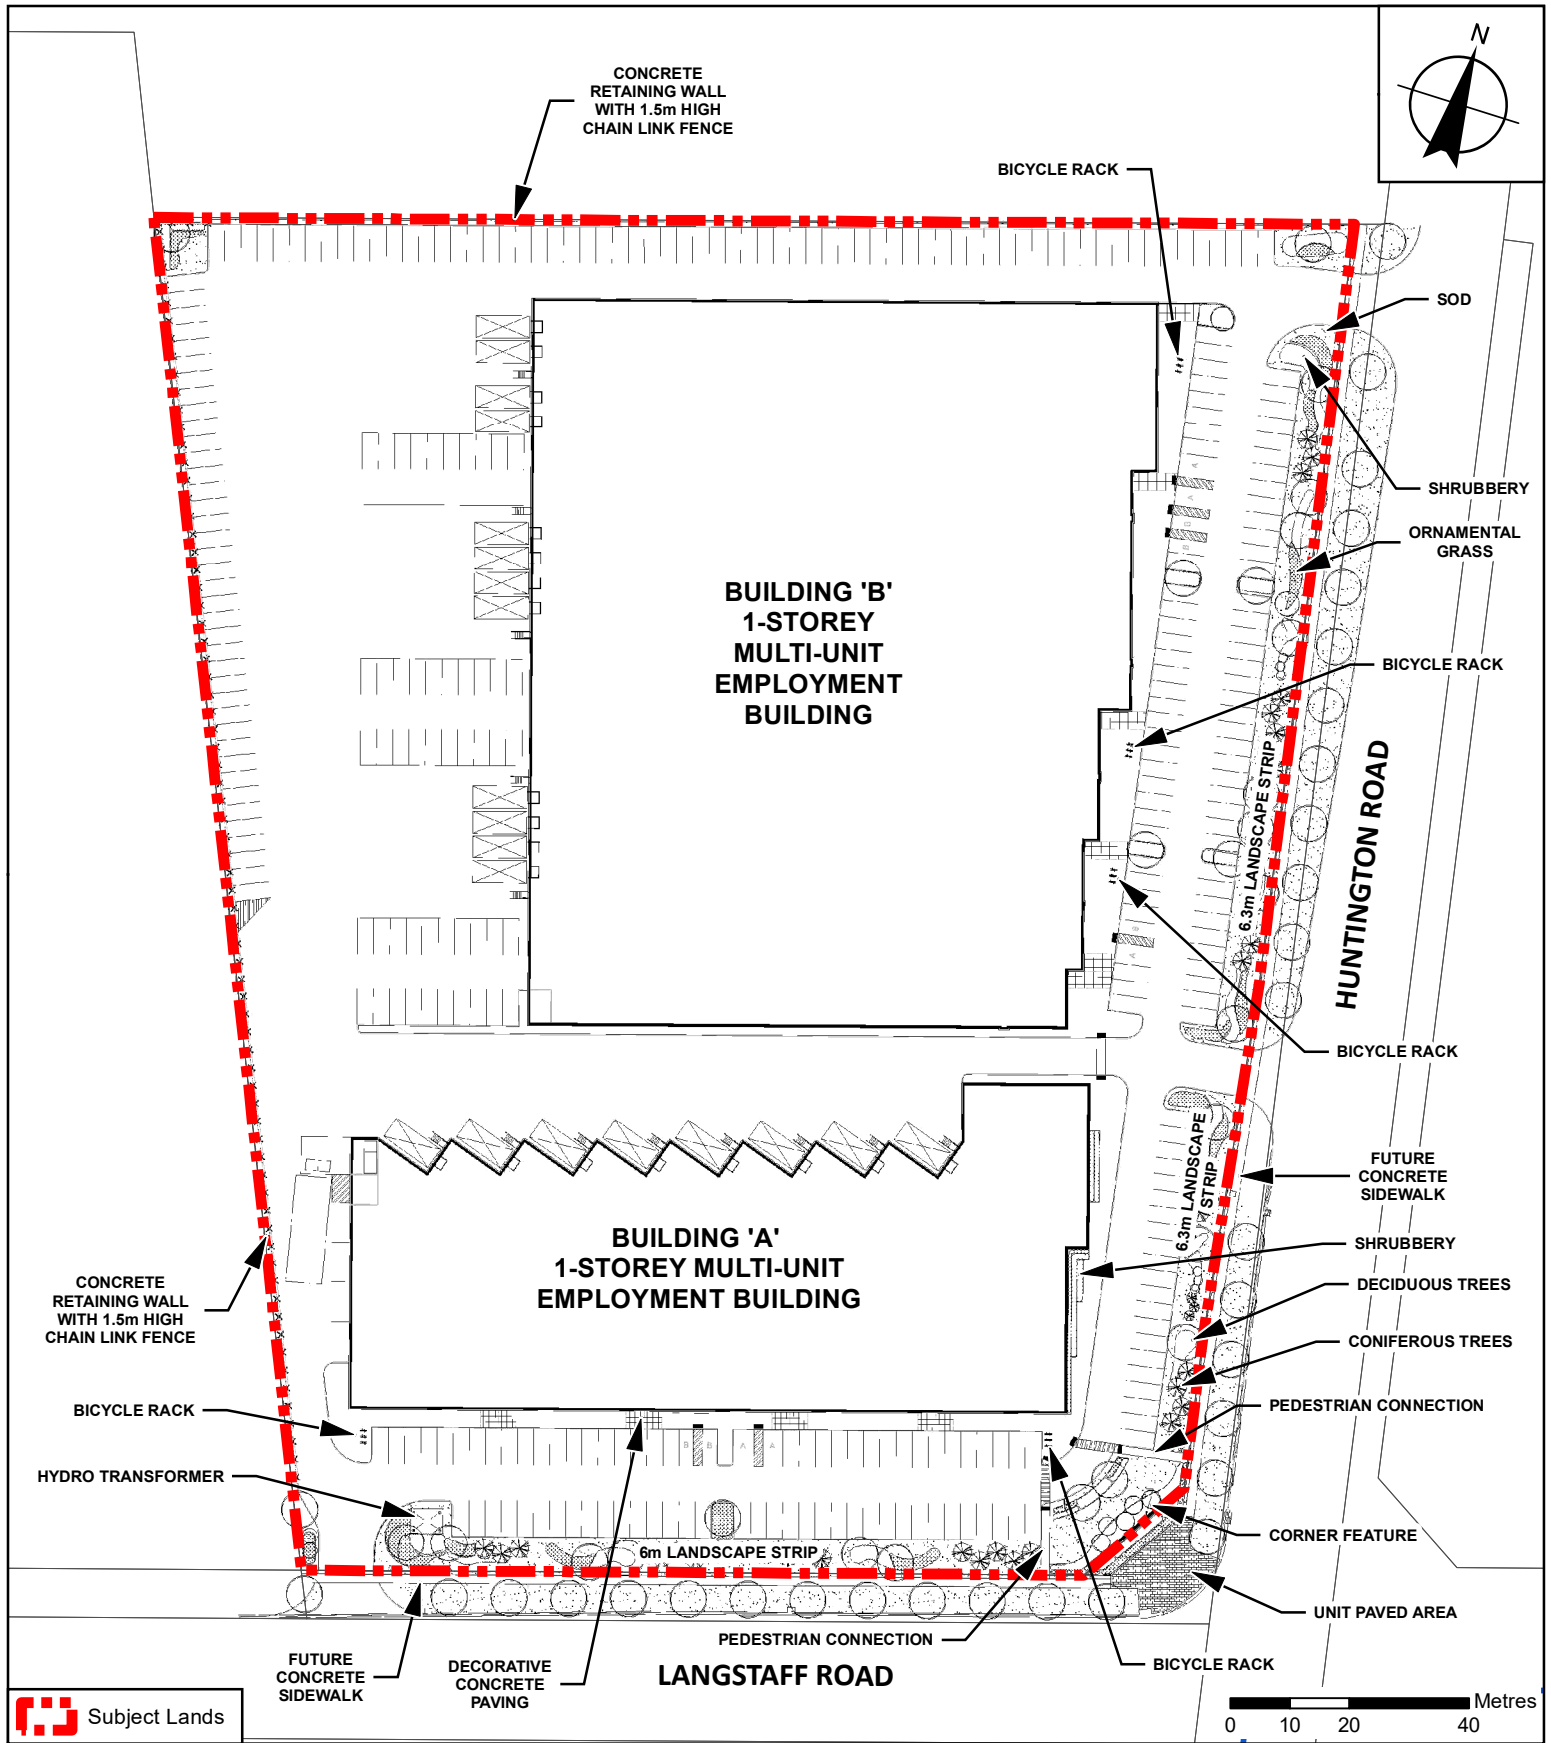 N
CONCRETE
RETAINING WALL
WITH 1.5m HIGH
CHAIN LINK FENCE
BICYCLE RACK
SOD
SHRUBBERY
ORNAMENTAL
GRASS
BUILDING 'B'
1-STOREY
MULTI-UNIT
EMPLOYMENT
BUILDING
BICYCLE RACK
6.3m LANDSCAPE STRIP
HUNTINGTON ROAD
BICYCLE RACK
6.3m LANDSCAPE
STRIP
FUTURE
CONCRETE
SIDEWALK
BUILDING 'A'
1-STOREY MULTI-UNIT
EMPLOYMENT BUILDING
SHRUBBERY
CONCRETE
RETAINING WALL
WITH 1.5m HIGH
CHAIN LINK FENCE
DECIDUOUS TREES
CONIFEROUS TREES
BICYCLE RACK
PEDESTRIAN CONNECTION
B B A A
HYDRO TRANSFORMER
CORNER FEATURE
6m LANDSCAPE STRIP
UNIT PAVED AREA
PEDESTRIAN CONNECTION
FUTURE
CONCRETE
SIDEWALK
DECORATIVE
CONCRETE
PAVING
LANGSTAFF ROAD
BICYCLE RACK
Subject Lands
Metres
0 10 20 40